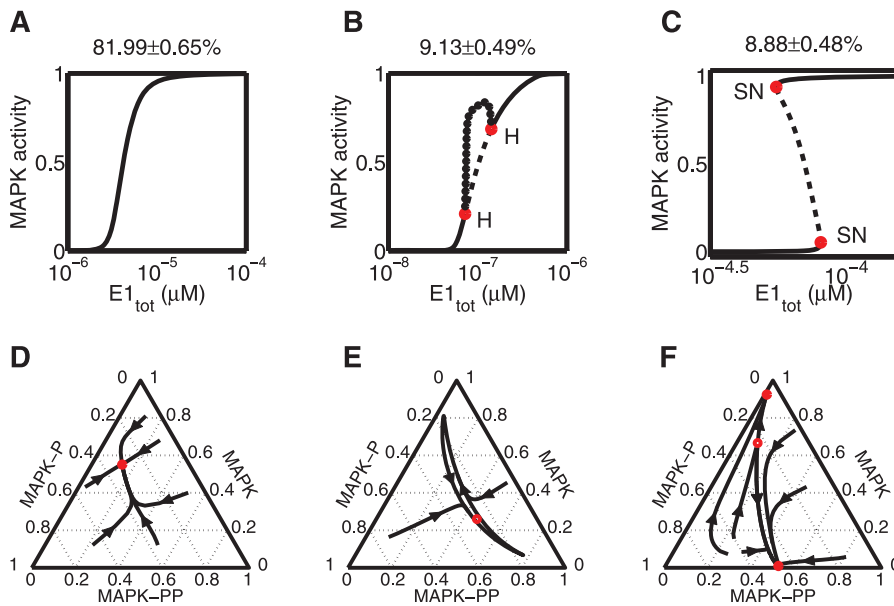 A
B
C
81.99±0.65%
9.13±0.49%
8.88±0.48%
MAPK activity
1
0.5
0
10^-6
10^-5
10^-4
E1_tot (μM)
MAPK activity
1
0.5
0
H
H
10^-8
10^-7
10^-6
E1_tot (μM)
MAPK activity
1
0.5
0
SN
SN
10^-4.5
10^-4
E1_tot (μM)
D
E
F
0 1
0.2 0.8
0.4 0.6
0.6 0.4
0.8 0.2
1 0
0 0.2 0.4 0.6 0.8 1
MAPK-P
MAPK
MAPK-PP
0 1
0.2 0.8
0.4 0.6
0.6 0.4
0.8 0.2
1 0
0 0.2 0.4 0.6 0.8 1
MAPK-P
MAPK
MAPK-PP
0 1
0.2 0.8
0.4 0.6
0.6 0.4
0.8 0.2
1 0
0 0.2 0.4 0.6 0.8 1
MAPK-P
MAPK
MAPK-PP